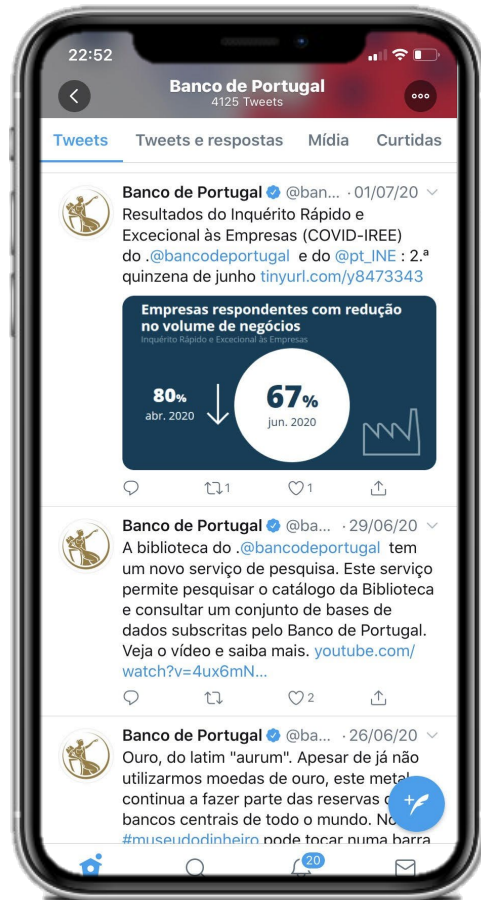 22:52
Banco de Portugal
4125 Tweets
Tweets Tweets e respostas Mídia Curtidas
Banco de Portugal @ban... · 01/07/20
Resultados do Inquérito Rápido e
Excecional às Empresas (COVID-IREE)
do .@bancodeportugal e do @pt_INE : 2.ª
quinzena de junho tinyurl.com/y8473343
Empresas respondentes com redução
no volume de negócios
Inquérito Rápido e Excecional às Empresas
80%
abr. 2020
67%
jun. 2020
1 1
Banco de Portugal @ba... · 29/06/20
A biblioteca do .@bancodeportugal tem
um novo serviço de pesquisa. Este serviço
permite pesquisar o catálogo da Biblioteca
e consultar um conjunto de bases de
dados subscritas pelo Banco de Portugal.
Veja o vídeo e saiba mais. youtube.com/
watch?v=4ux6mN...
2
Banco de Portugal @ba... · 26/06/20
Ouro, do latim "aurum". Apesar de já não
utilizarmos moedas de ouro, este metal
continua a fazer parte das reservas
bancos centrais de todo o mundo.
#museudodinheiro pode tocar numa barra
20